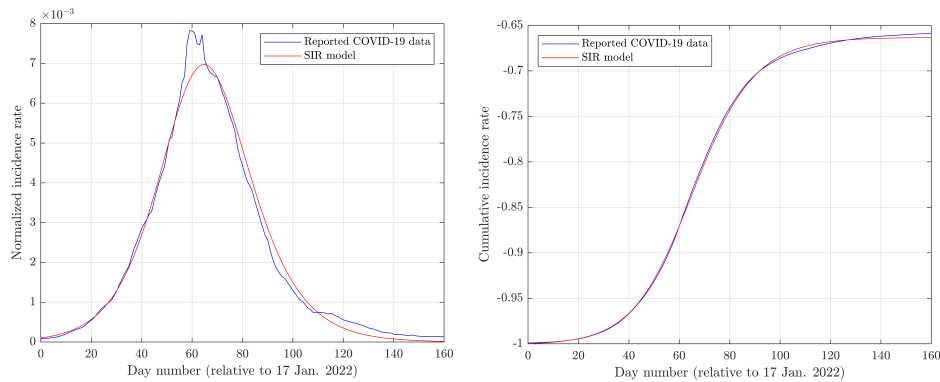 ×10⁻³
8
7
6
5
4
3
2
1
0
Normalized incidence rate
Reported COVID-19 data
SIR model
0 20 40 60 80 100 120 140 160
Day number (relative to 17 Jan. 2022)
-0.65
-0.7
-0.75
-0.8
-0.85
-0.9
-0.95
-1
Cumulative incidence rate
Reported COVID-19 data
SIR model
0 20 40 60 80 100 120 140 160
Day number (relative to 17 Jan. 2022)